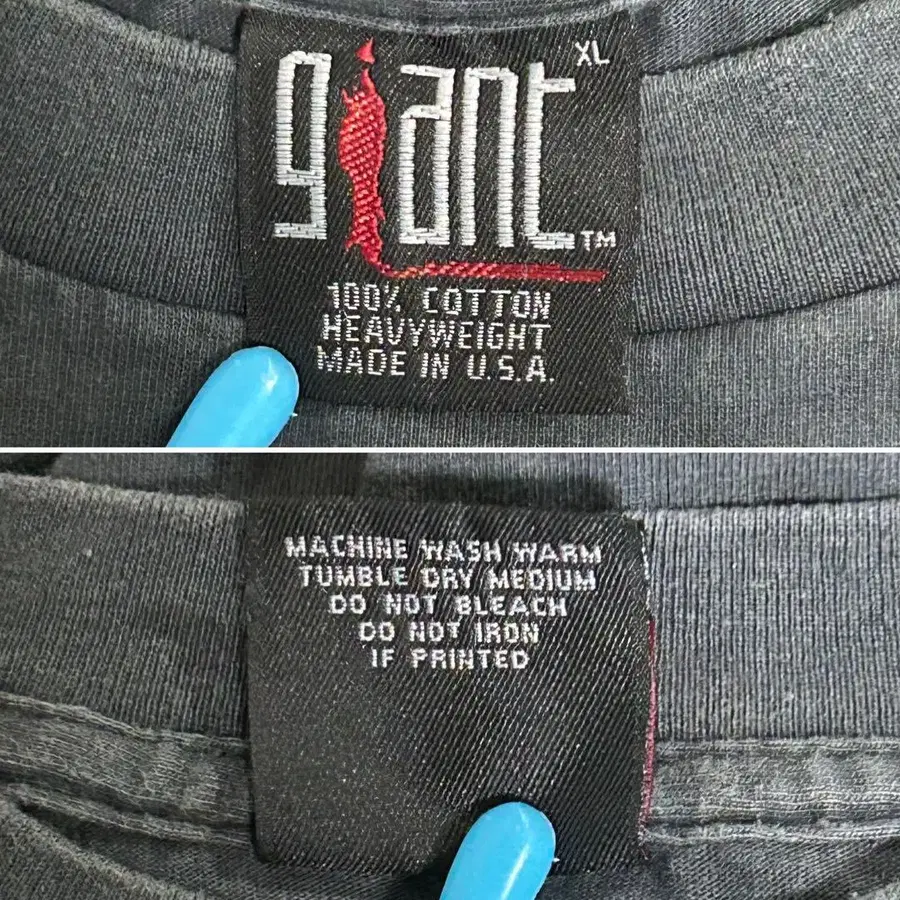 giant XL
TM
100% COTTON
HEAVYWEIGHT
MADE IN U.S.A.
MACHINE WASH WARM
TUMBLE DRY MEDIUM
DO NOT BLEACH
DO NOT IRON
IF PRINTED